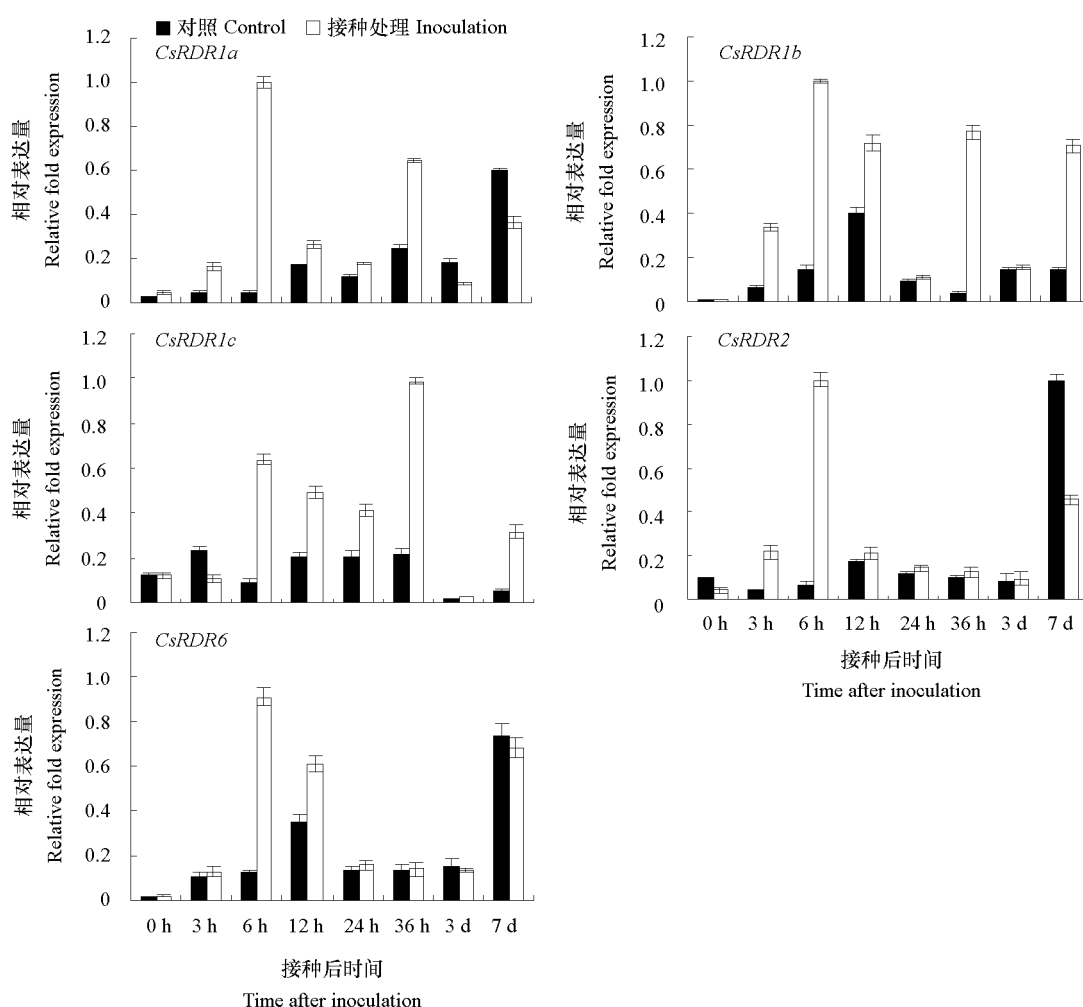 ■ 对照 Control □ 接种处理 Inoculation
CsRDR1a
1.2
1.0
0.8
0.6
0.4
0.2
0
相对表达量
Relative fold expression
CsRDR1b
1.2
1.0
0.8
0.6
0.4
0.2
0
相对表达量
Relative fold expression
CsRDR1c
1.2
1.0
0.8
0.6
0.4
0.2
0
相对表达量
Relative fold expression
CsRDR2
1.2
1.0
0.8
0.6
0.4
0.2
0
相对表达量
Relative fold expression
0 h 3 h 6 h 12 h 24 h 36 h 3 d 7 d
接种后时间
Time after inoculation
CsRDR6
1.2
1.0
0.8
0.6
0.4
0.2
0
相对表达量
Relative fold expression
0 h 3 h 6 h 12 h 24 h 36 h 3 d 7 d
接种后时间
Time after inoculation